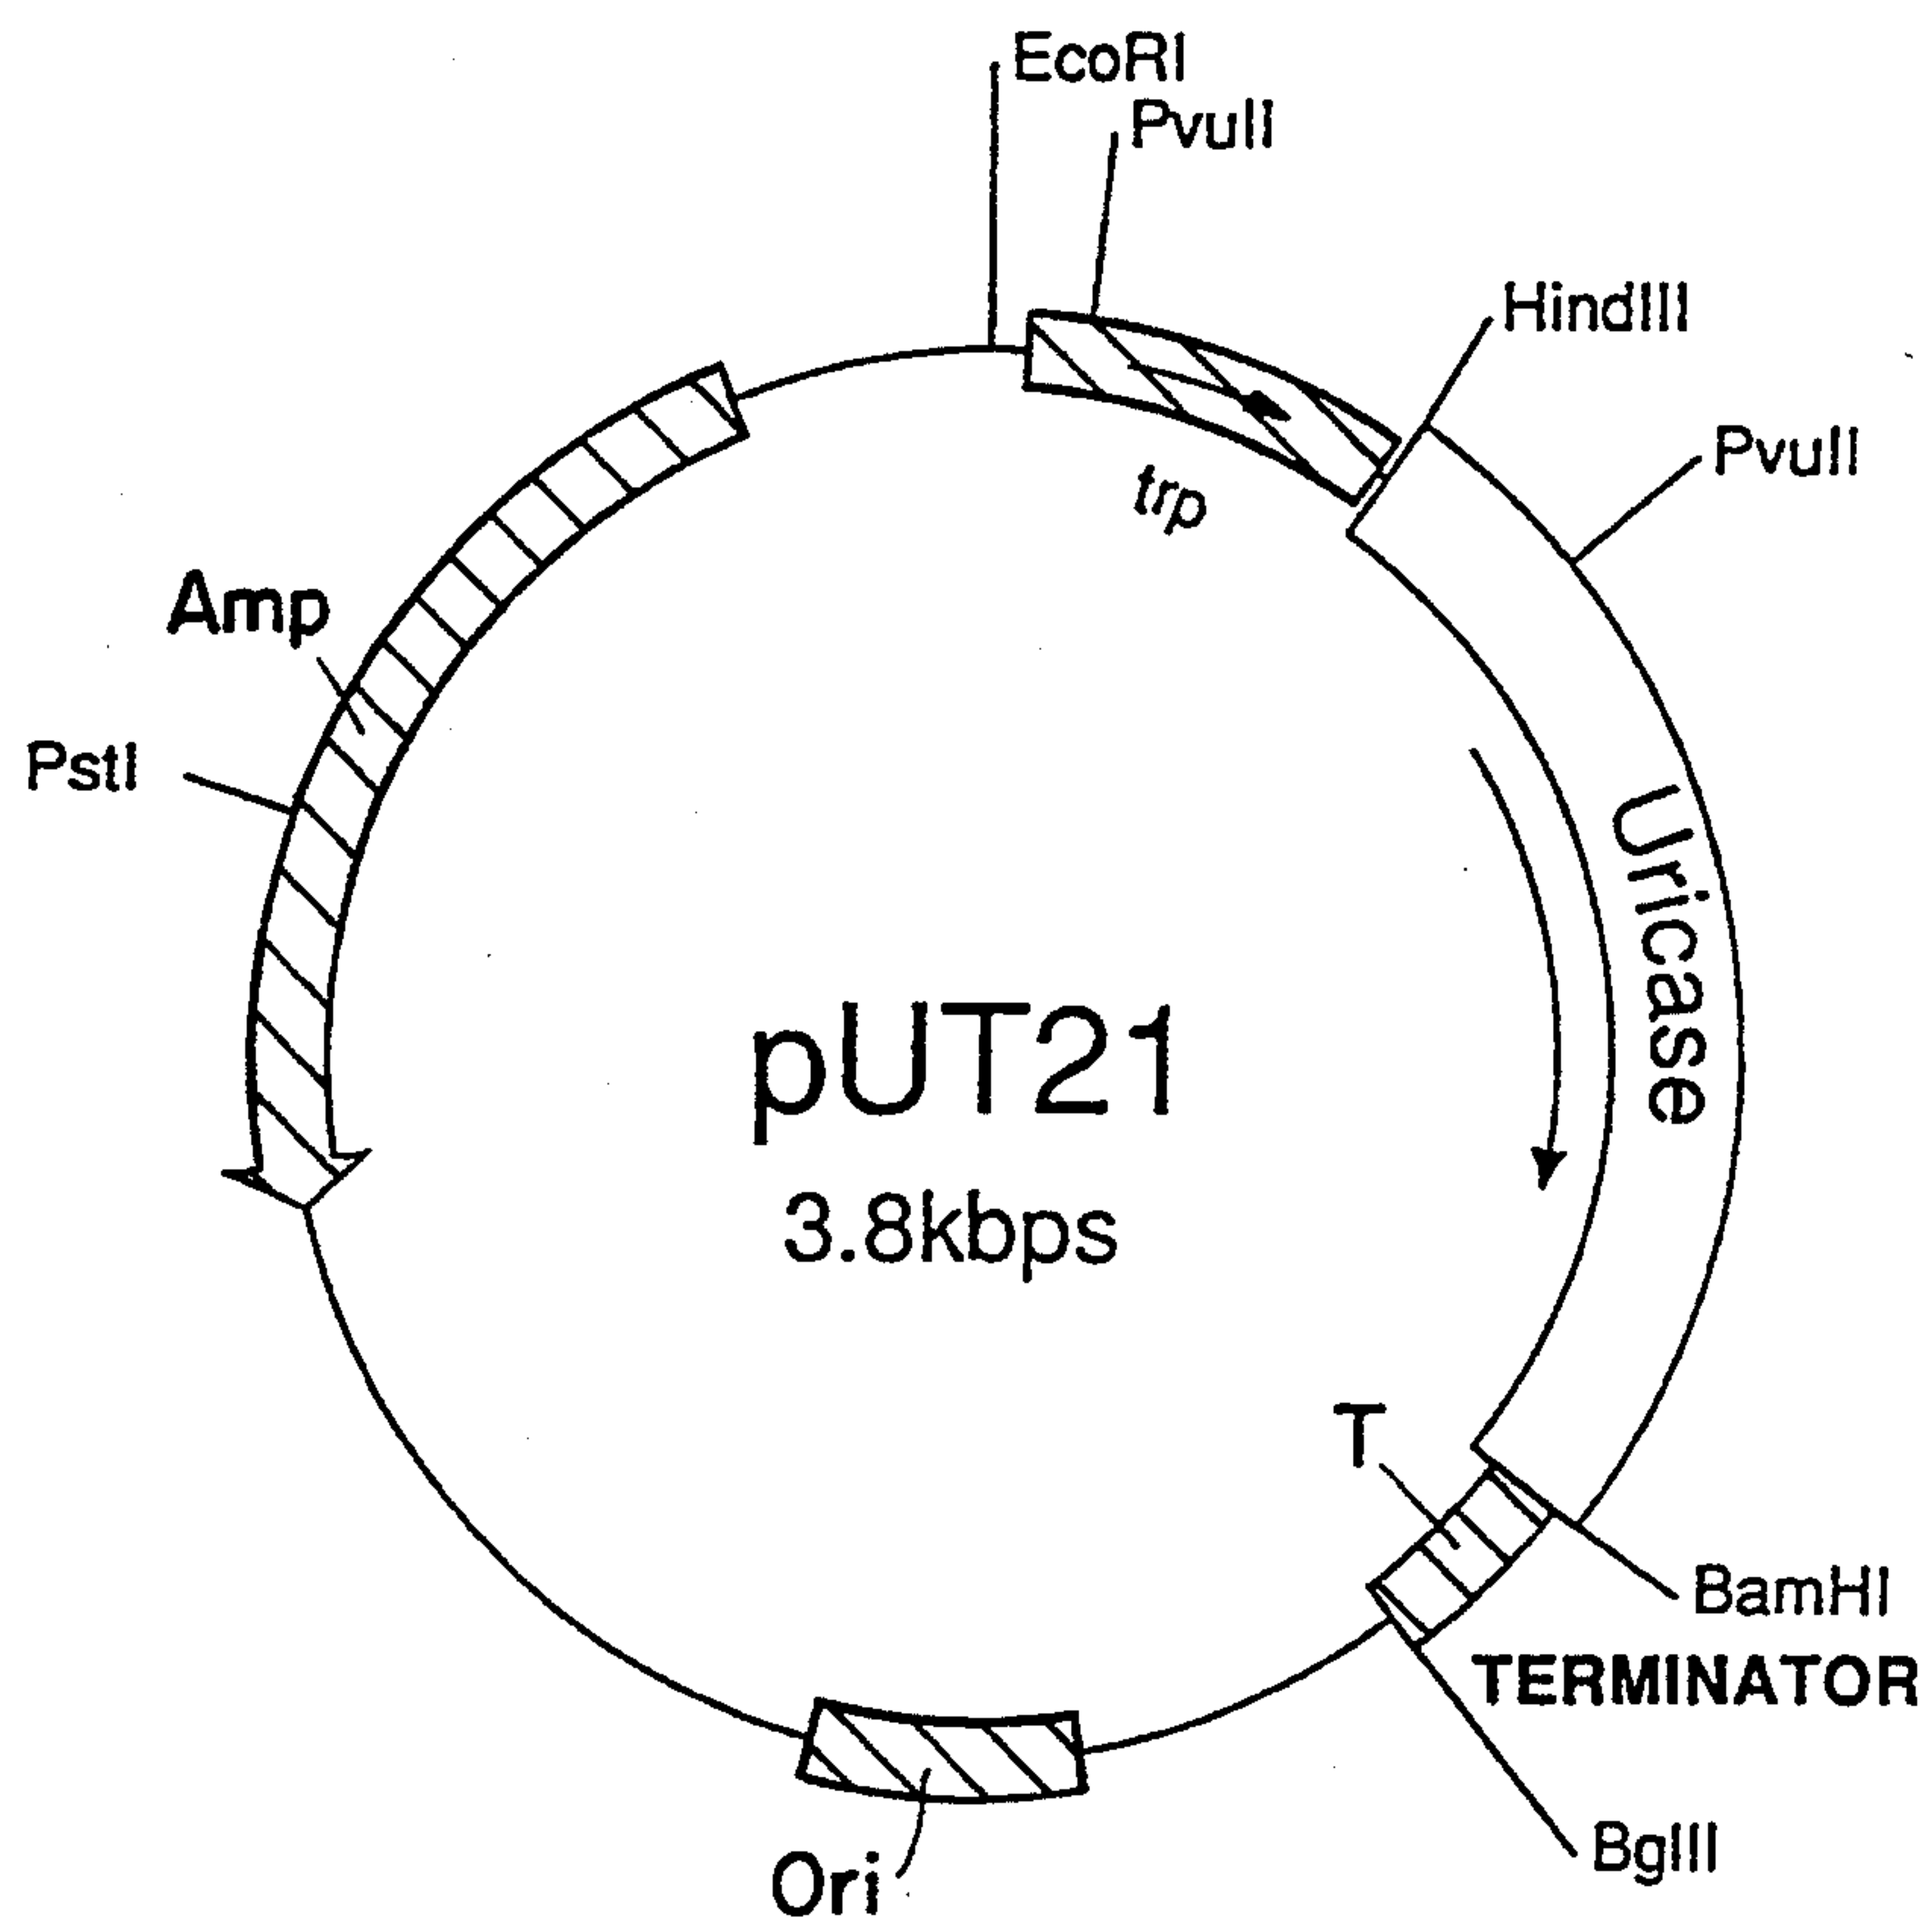 EcoRI
PvuII
HindIII
PvuII
trp
Amp
PstI
Uricase
pUT21
3.8kbps
T
BamHI
TERMINATOR
BglII
Ori